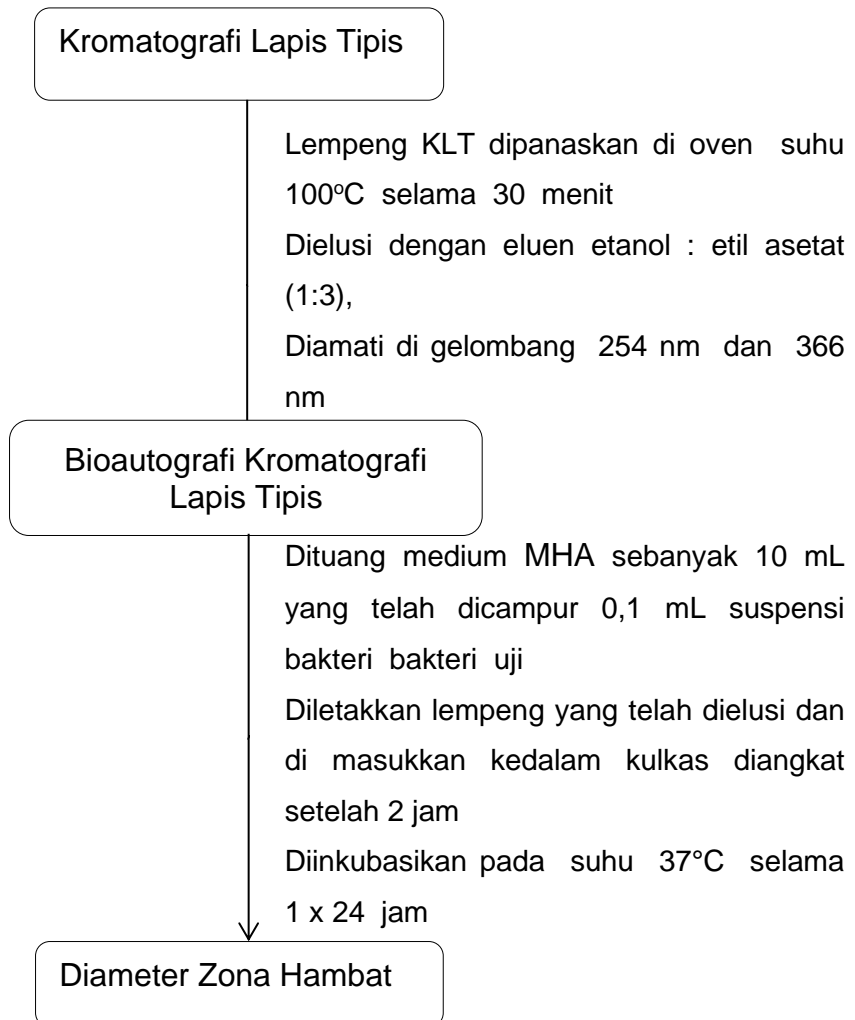 Kromatografi Lapis Tipis
Lempeng KLT dipanaskan di oven suhu
100°C selama 30 menit
Dielusi dengan eluen etanol : etil asetat
(1:3),
Diamati di gelombang 254 nm dan 366
nm
Bioautografi Kromatografi
Lapis Tipis
Dituang medium MHA sebanyak 10 mL
yang telah dicampur 0,1 mL suspensi
bakteri bakteri uji
Diletakkan lempeng yang telah dielusi dan
di masukkan kedalam kulkas diangkat
setelah 2 jam
Diinkubasikan pada suhu 37°C selama
1 x 24 jam
Diameter Zona Hambat